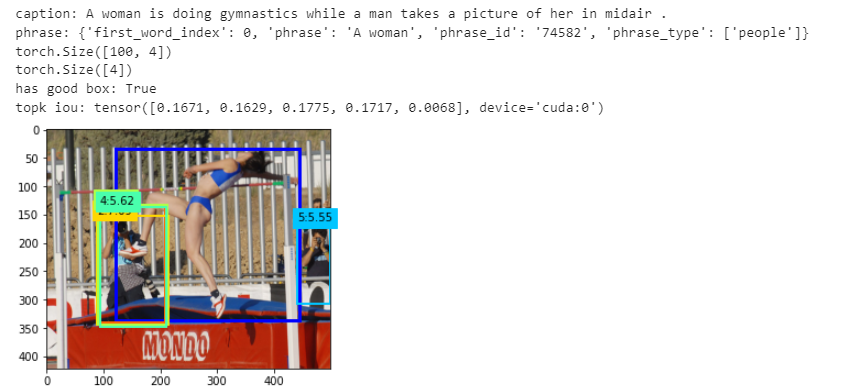 caption: A woman is doing gymnastics while a man takes a picture of her in midair .
phrase: {'first_word_index': 0, 'phrase': 'A woman', 'phrase_id': '74582', 'phrase_type': ['people']}
torch.Size([100, 4])
torch.Size([4])
has good box: True
topk iou: tensor([0.1671, 0.1629, 0.1775, 0.1717, 0.0068], device='cuda:0')
0
50
100
4:5.62
150
5:5.55
200
250
300
350
MONDO
400
0 100 200 300 400